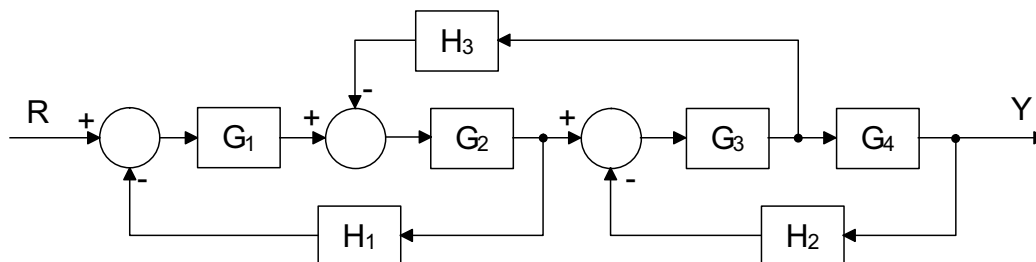 H3
-
R + + + Y
G1 G2 G3 G4
- -
H1 H2